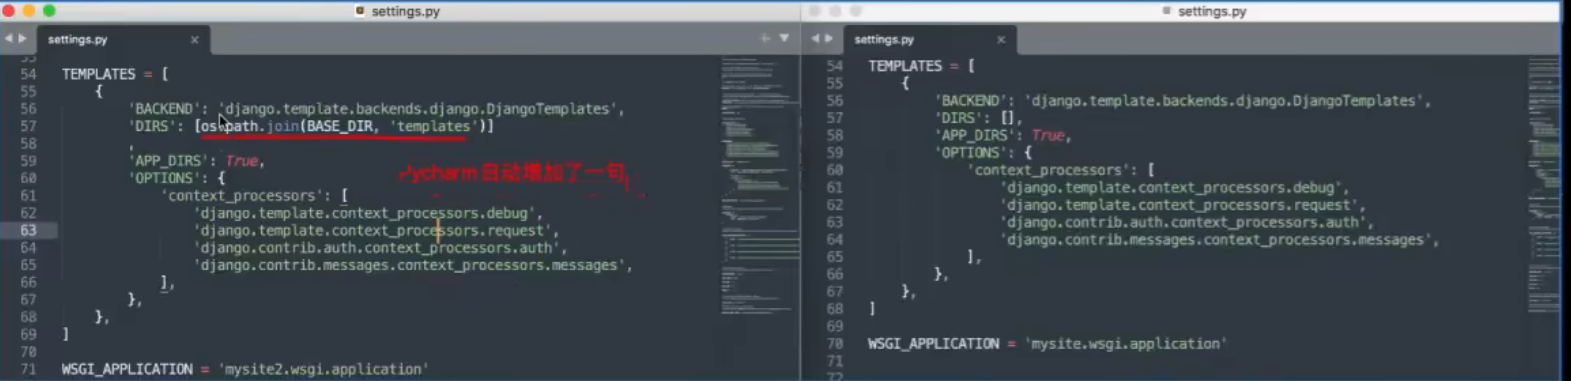 settings.py
settings.py
53
54 TEMPLATES = [
55 {
56 'BACKEND': 'django.template.backends.django.DjangoTemplates',
57 'DIRS': [os.path.join(BASE_DIR, 'templates')]
58 ,
59 'APP_DIRS': True,
60 'OPTIONS': {
61 'context_processors': [
62 'django.template.context_processors.debug',
63 'django.template.context_processors.request',
64 'django.contrib.auth.context_processors.auth',
65 'django.contrib.messages.context_processors.messages',
66 ],
67 },
68 },
69 ]
70
71 WSGI_APPLICATION = 'mysite2.wsgi.application'
Pycharm自动增加了一句
settings.py
settings.py
54 TEMPLATES = [
55 {
56 'BACKEND': 'django.template.backends.django.DjangoTemplates',
57 'DIRS': [],
58 'APP_DIRS': True,
59 'OPTIONS': {
60 'context_processors': [
61 'django.template.context_processors.debug',
62 'django.template.context_processors.request',
63 'django.contrib.auth.context_processors.auth',
64 'django.contrib.messages.context_processors.messages',
65 ],
66 },
67 },
68 ]
69
70 WSGI_APPLICATION = 'mysite.wsgi.application'
71
72